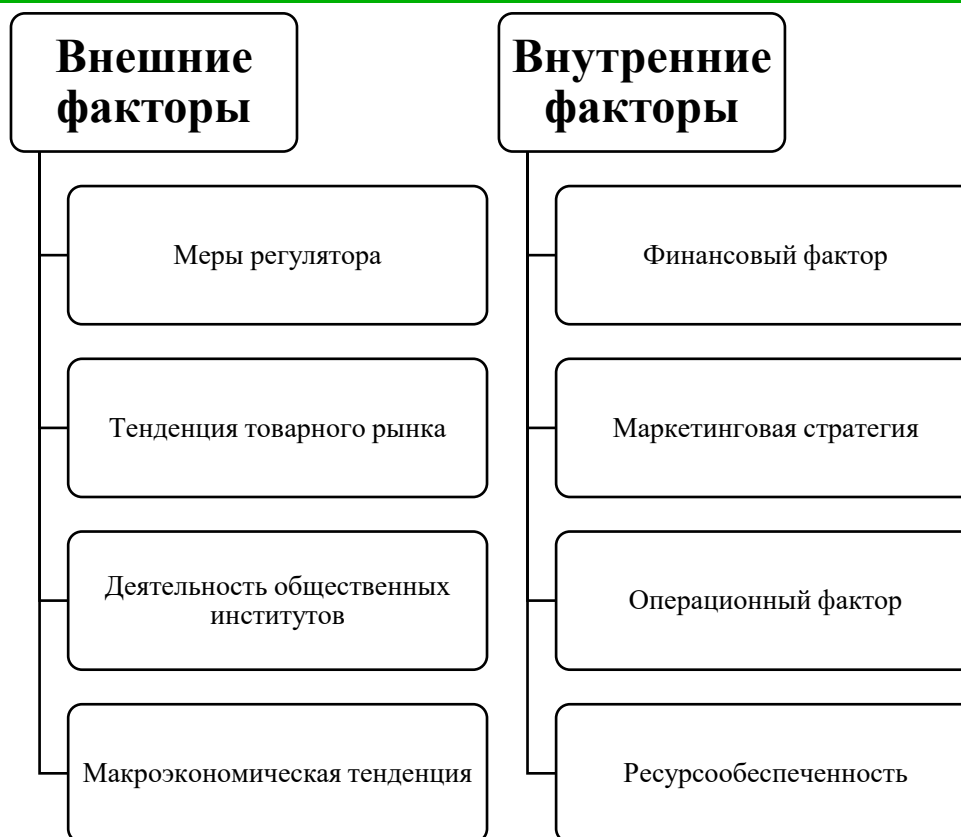 Внешние
факторы
Меры регулятора
Тенденция товарного рынка
Деятельность общественных
институтов
Макроэкономическая тенденция
Внутренние
факторы
Финансовый фактор
Маркетинговая стратегия
Операционный фактор
Ресурсообеспеченность